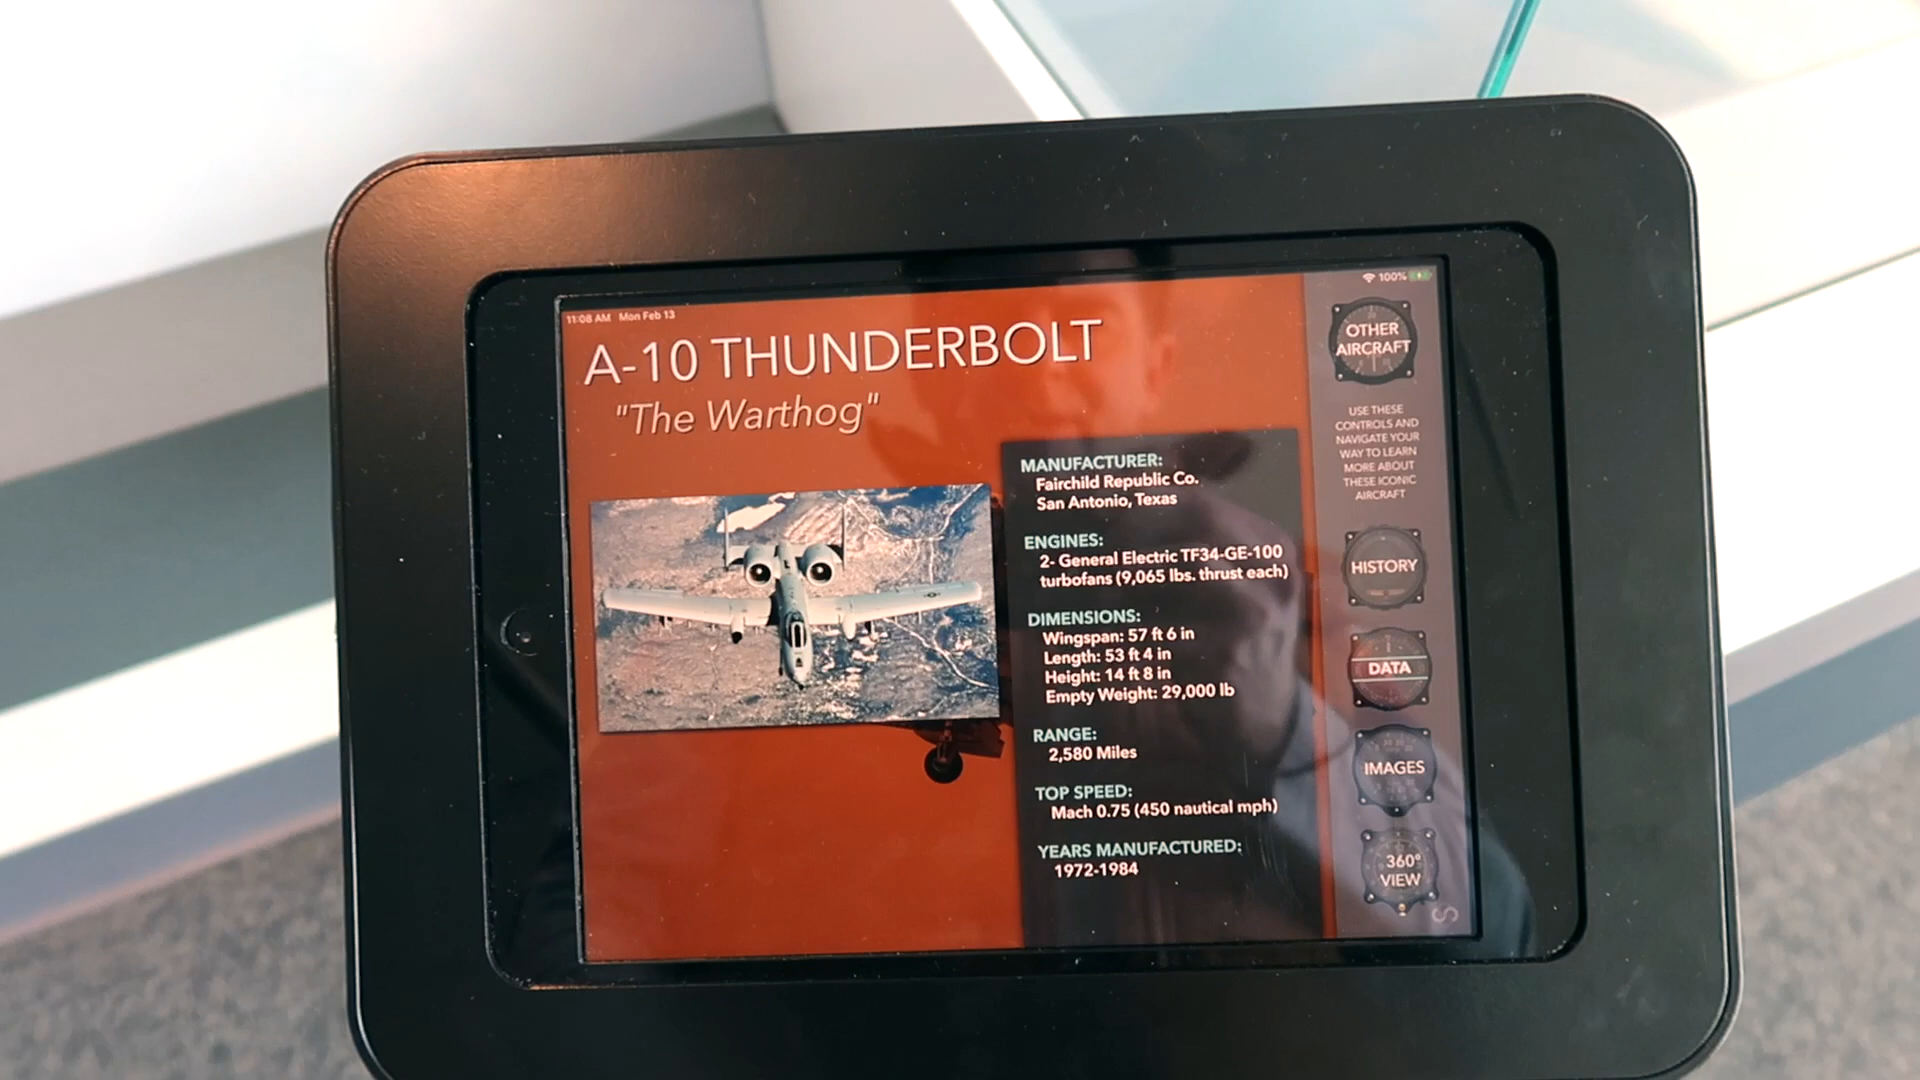 11:08 AM Mon Feb 13
100%
A-10 THUNDERBOLT
"The Warthog"
MANUFACTURER:
Fairchild Republic Co.
San Antonio, Texas
ENGINES:
2- General Electric TF34-GE-100
turbofans (9,065 lbs. thrust each)
DIMENSIONS:
Wingspan: 57 ft 6 in
Length: 53 ft 4 in
Height: 14 ft 8 in
Empty Weight: 29,000 lb
RANGE:
2,580 Miles
TOP SPEED:
Mach 0.75 (450 nautical mph)
YEARS MANUFACTURED:
1972-1984
OTHER
AIRCRAFT
USE THESE
CONTROLS AND
NAVIGATE YOUR
WAY TO LEARN
MORE ABOUT
THESE ICONIC
AIRCRAFT
HISTORY
DATA
IMAGES
360°
VIEW
S